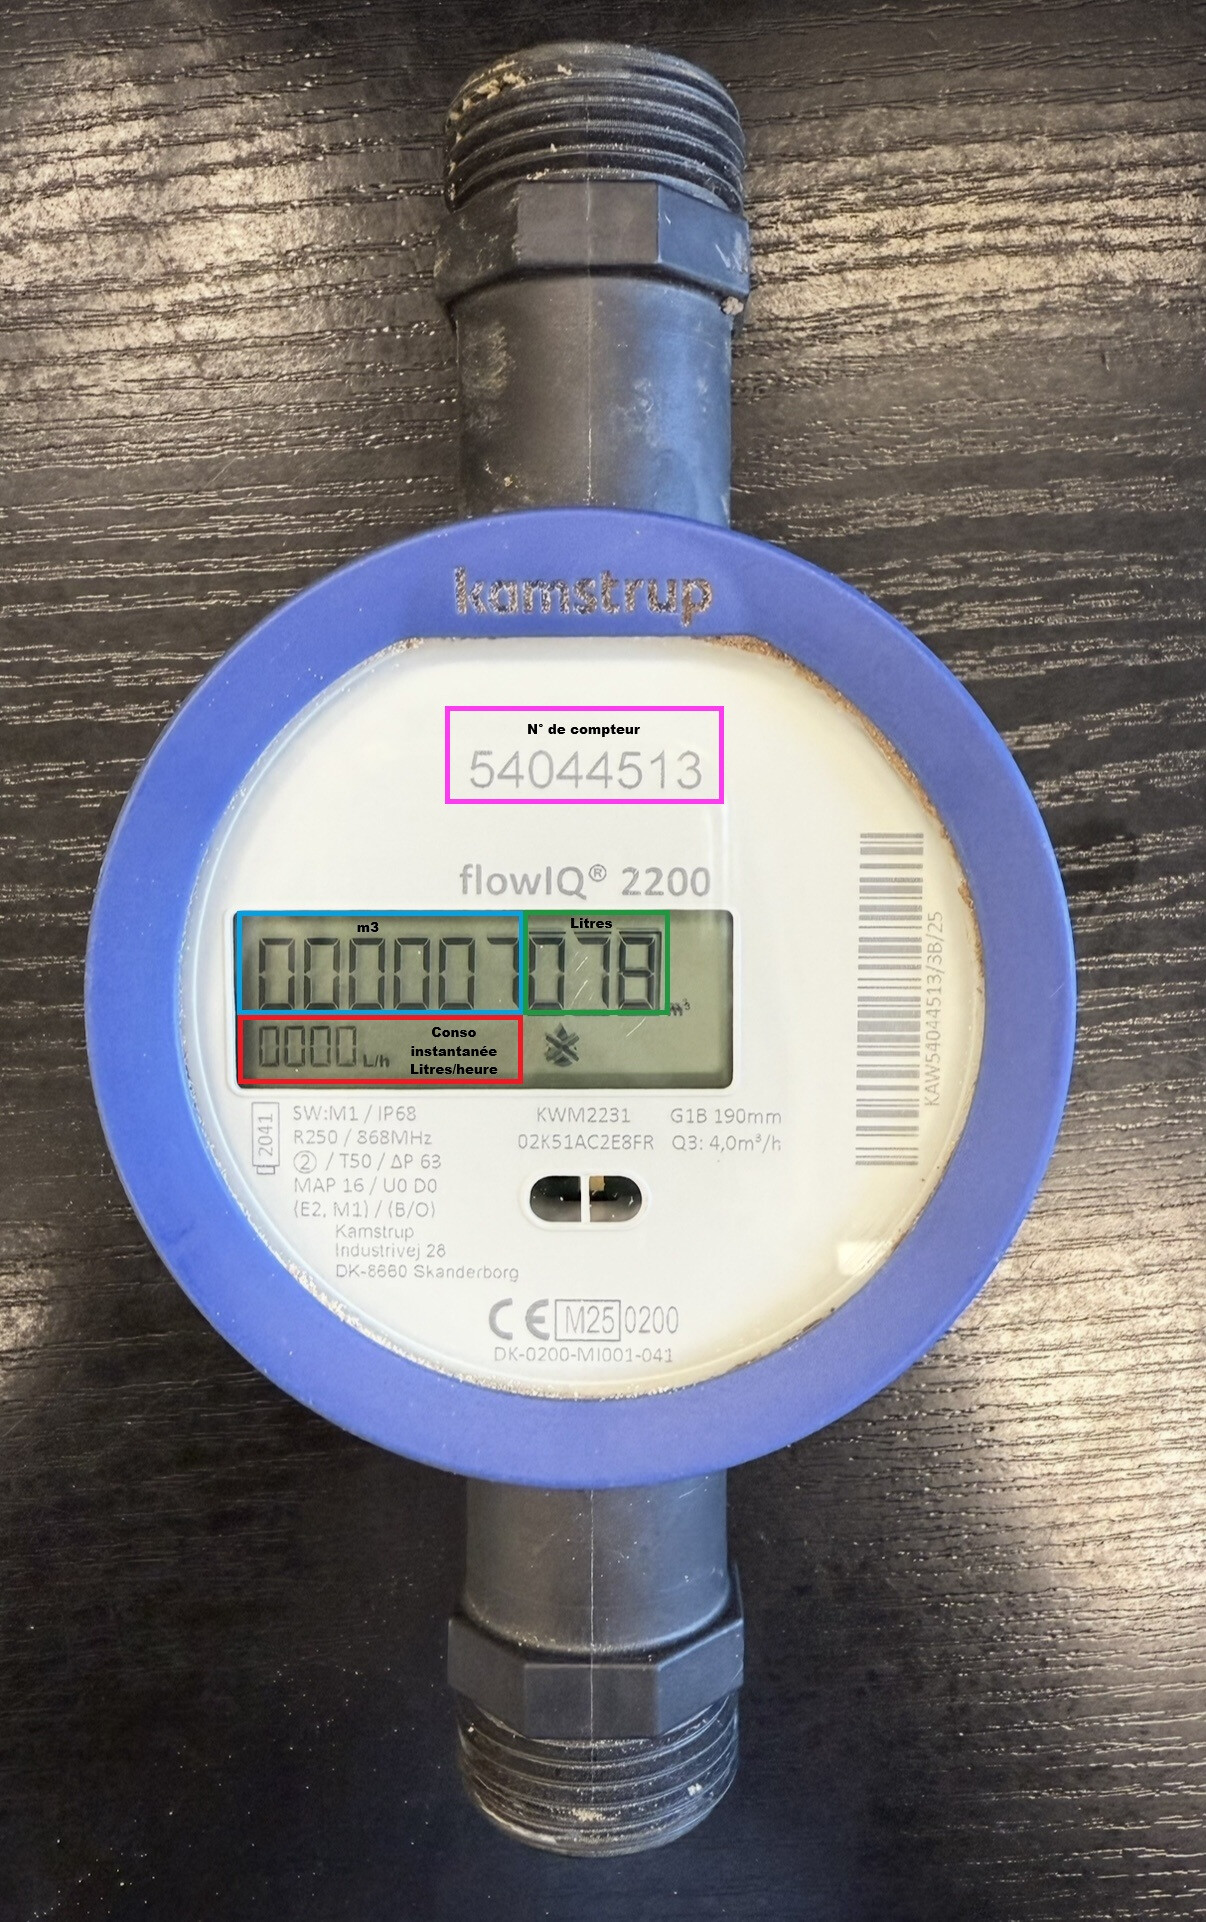 kamstrup
N° de compteur
54044513
flowIQ® 2200
m3
Litres
000007078 m³
0000 L/h
Conso
instantanée
Litres/heure
2041
SW:M1 / IP68
R250 / 868MHz
② / T50 / ΔP 63
MAP 16 / U0 D0
(E2, M1) / (B/O)
Kamstrup
Industrivej 28
DK-8660 Skanderborg
KWM2231
02K51AC2E8FR
G1B 190mm
Q3: 4,0m³/h
KAW54044513/3B/25
CE M25 0200
DK-0200-MI001-041